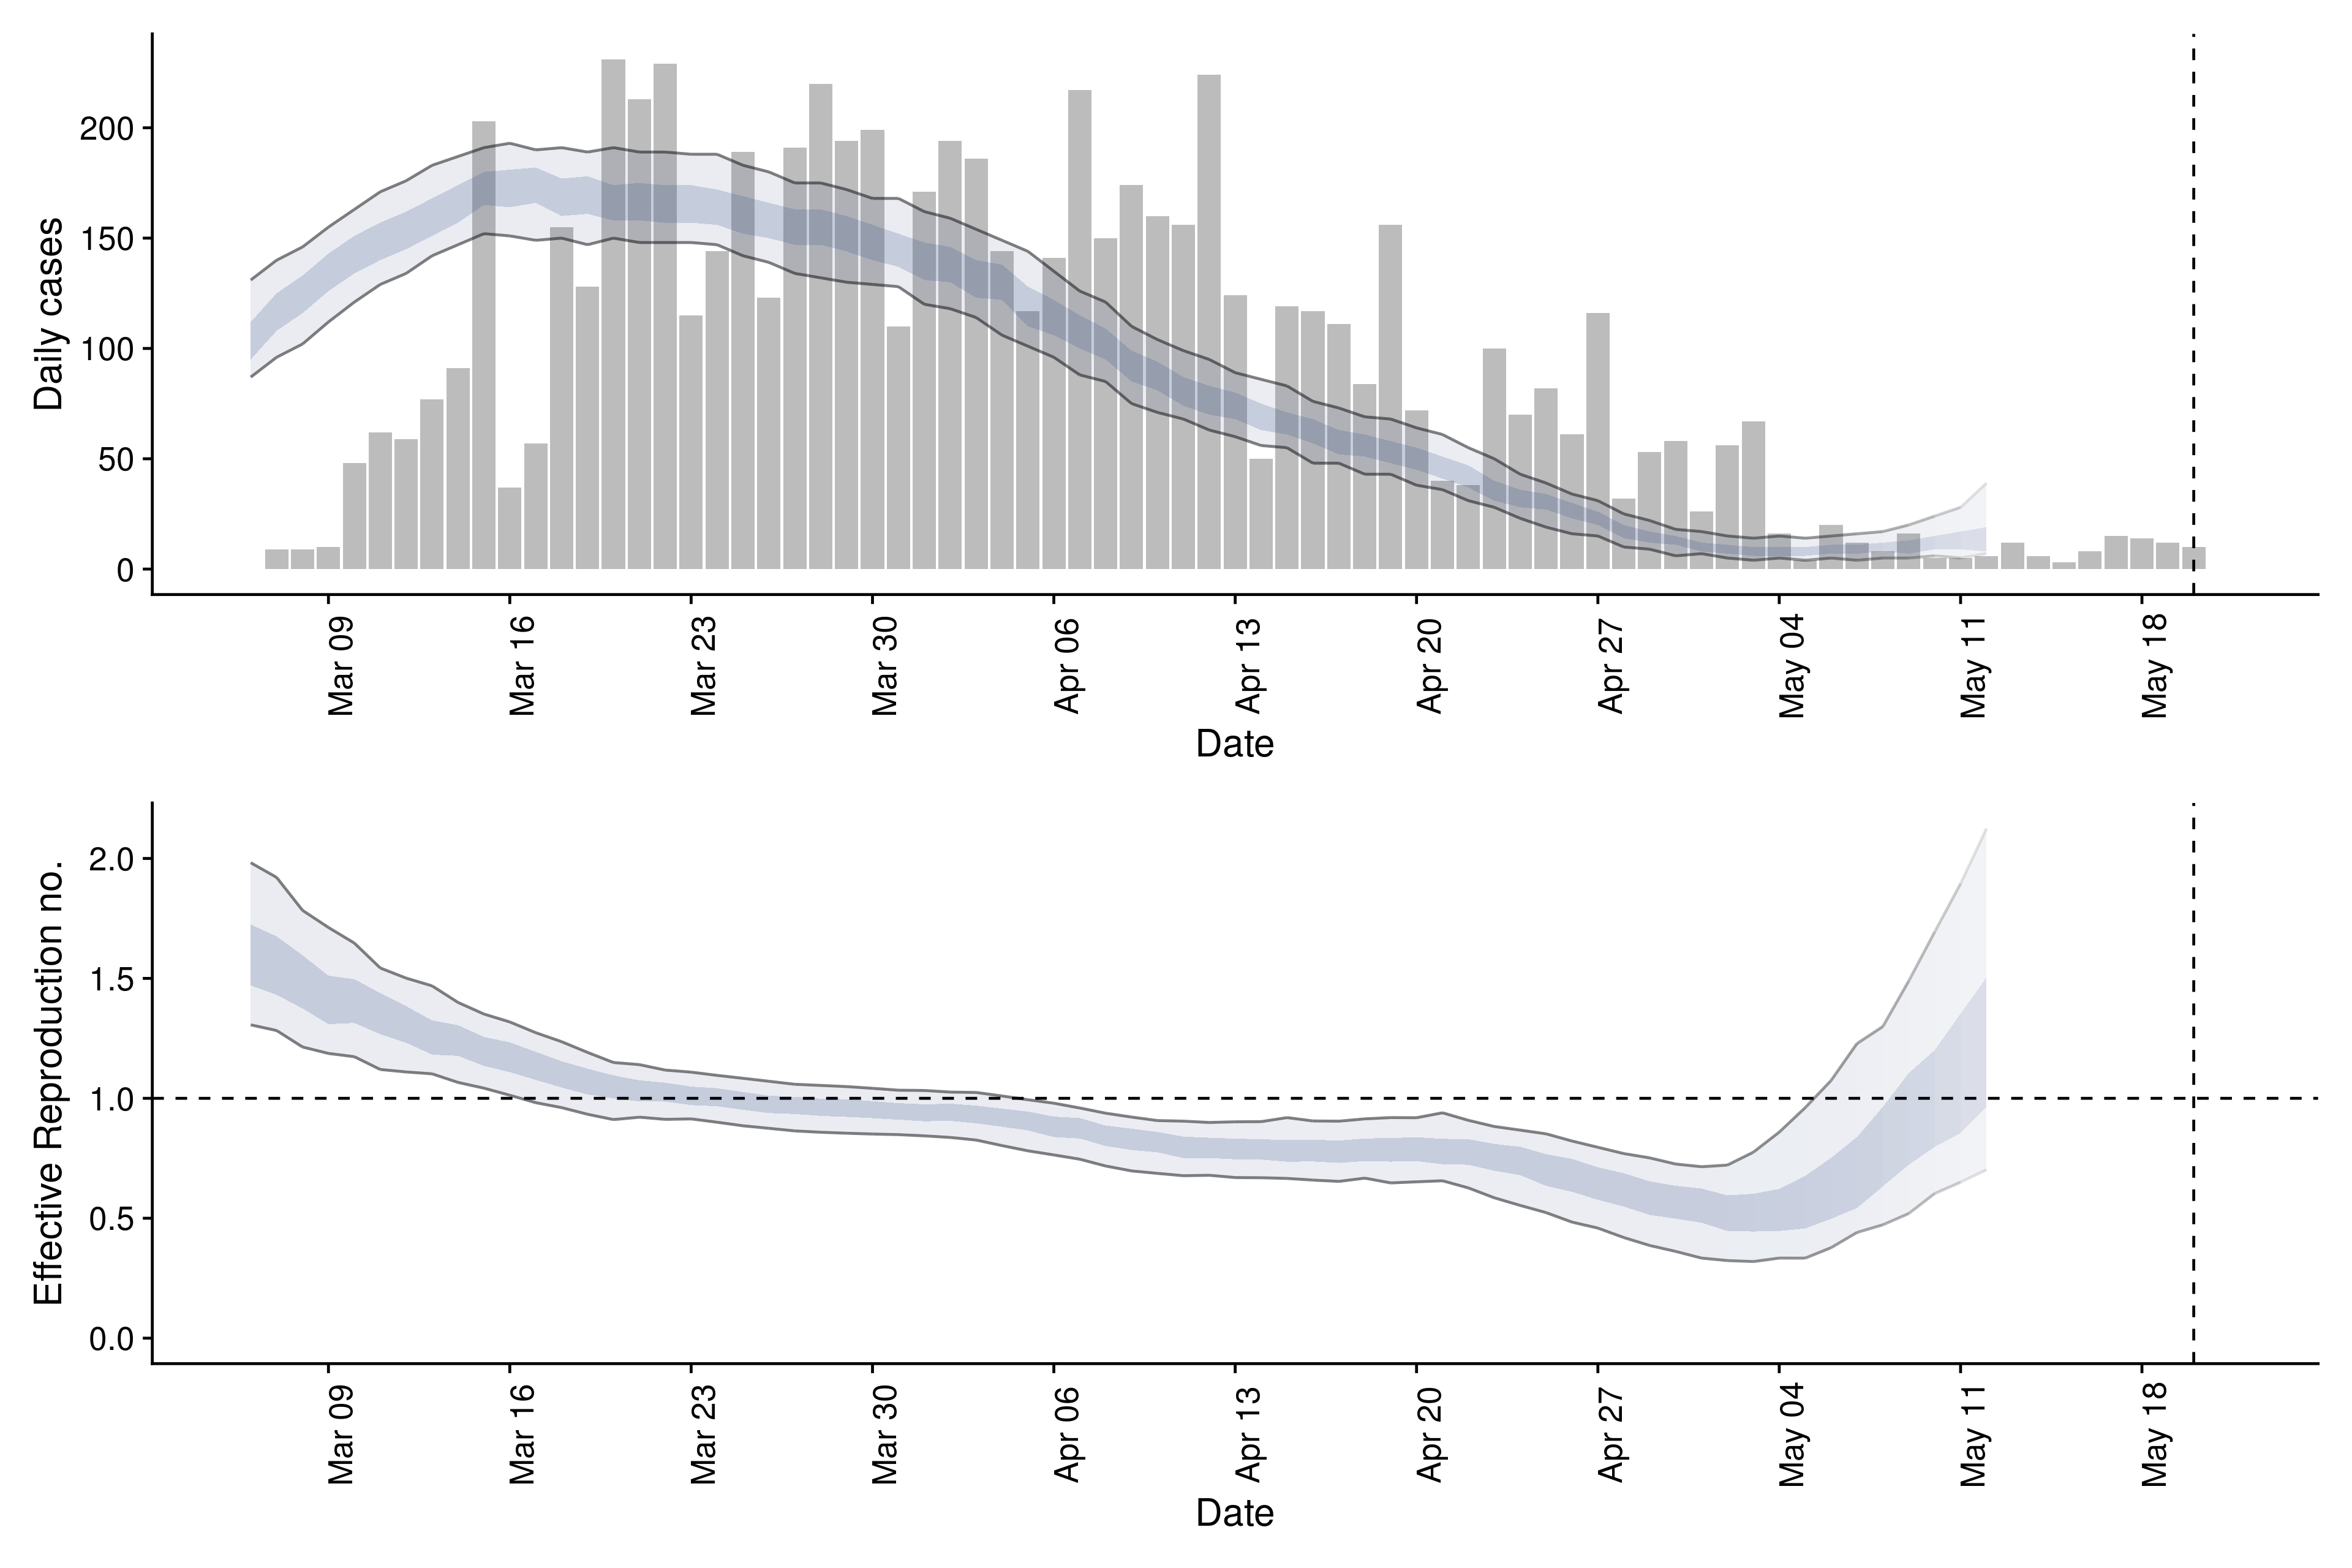 Daily cases
200
150
100
50
0
Mar 09
Mar 16
Mar 23
Mar 30
Apr 06
Apr 13
Apr 20
Apr 27
May 04
May 11
May 18
Date
Effective Reproduction no.
2.0
1.5
1.0
0.5
0.0
Mar 09
Mar 16
Mar 23
Mar 30
Apr 06
Apr 13
Apr 20
Apr 27
May 04
May 11
May 18
Date